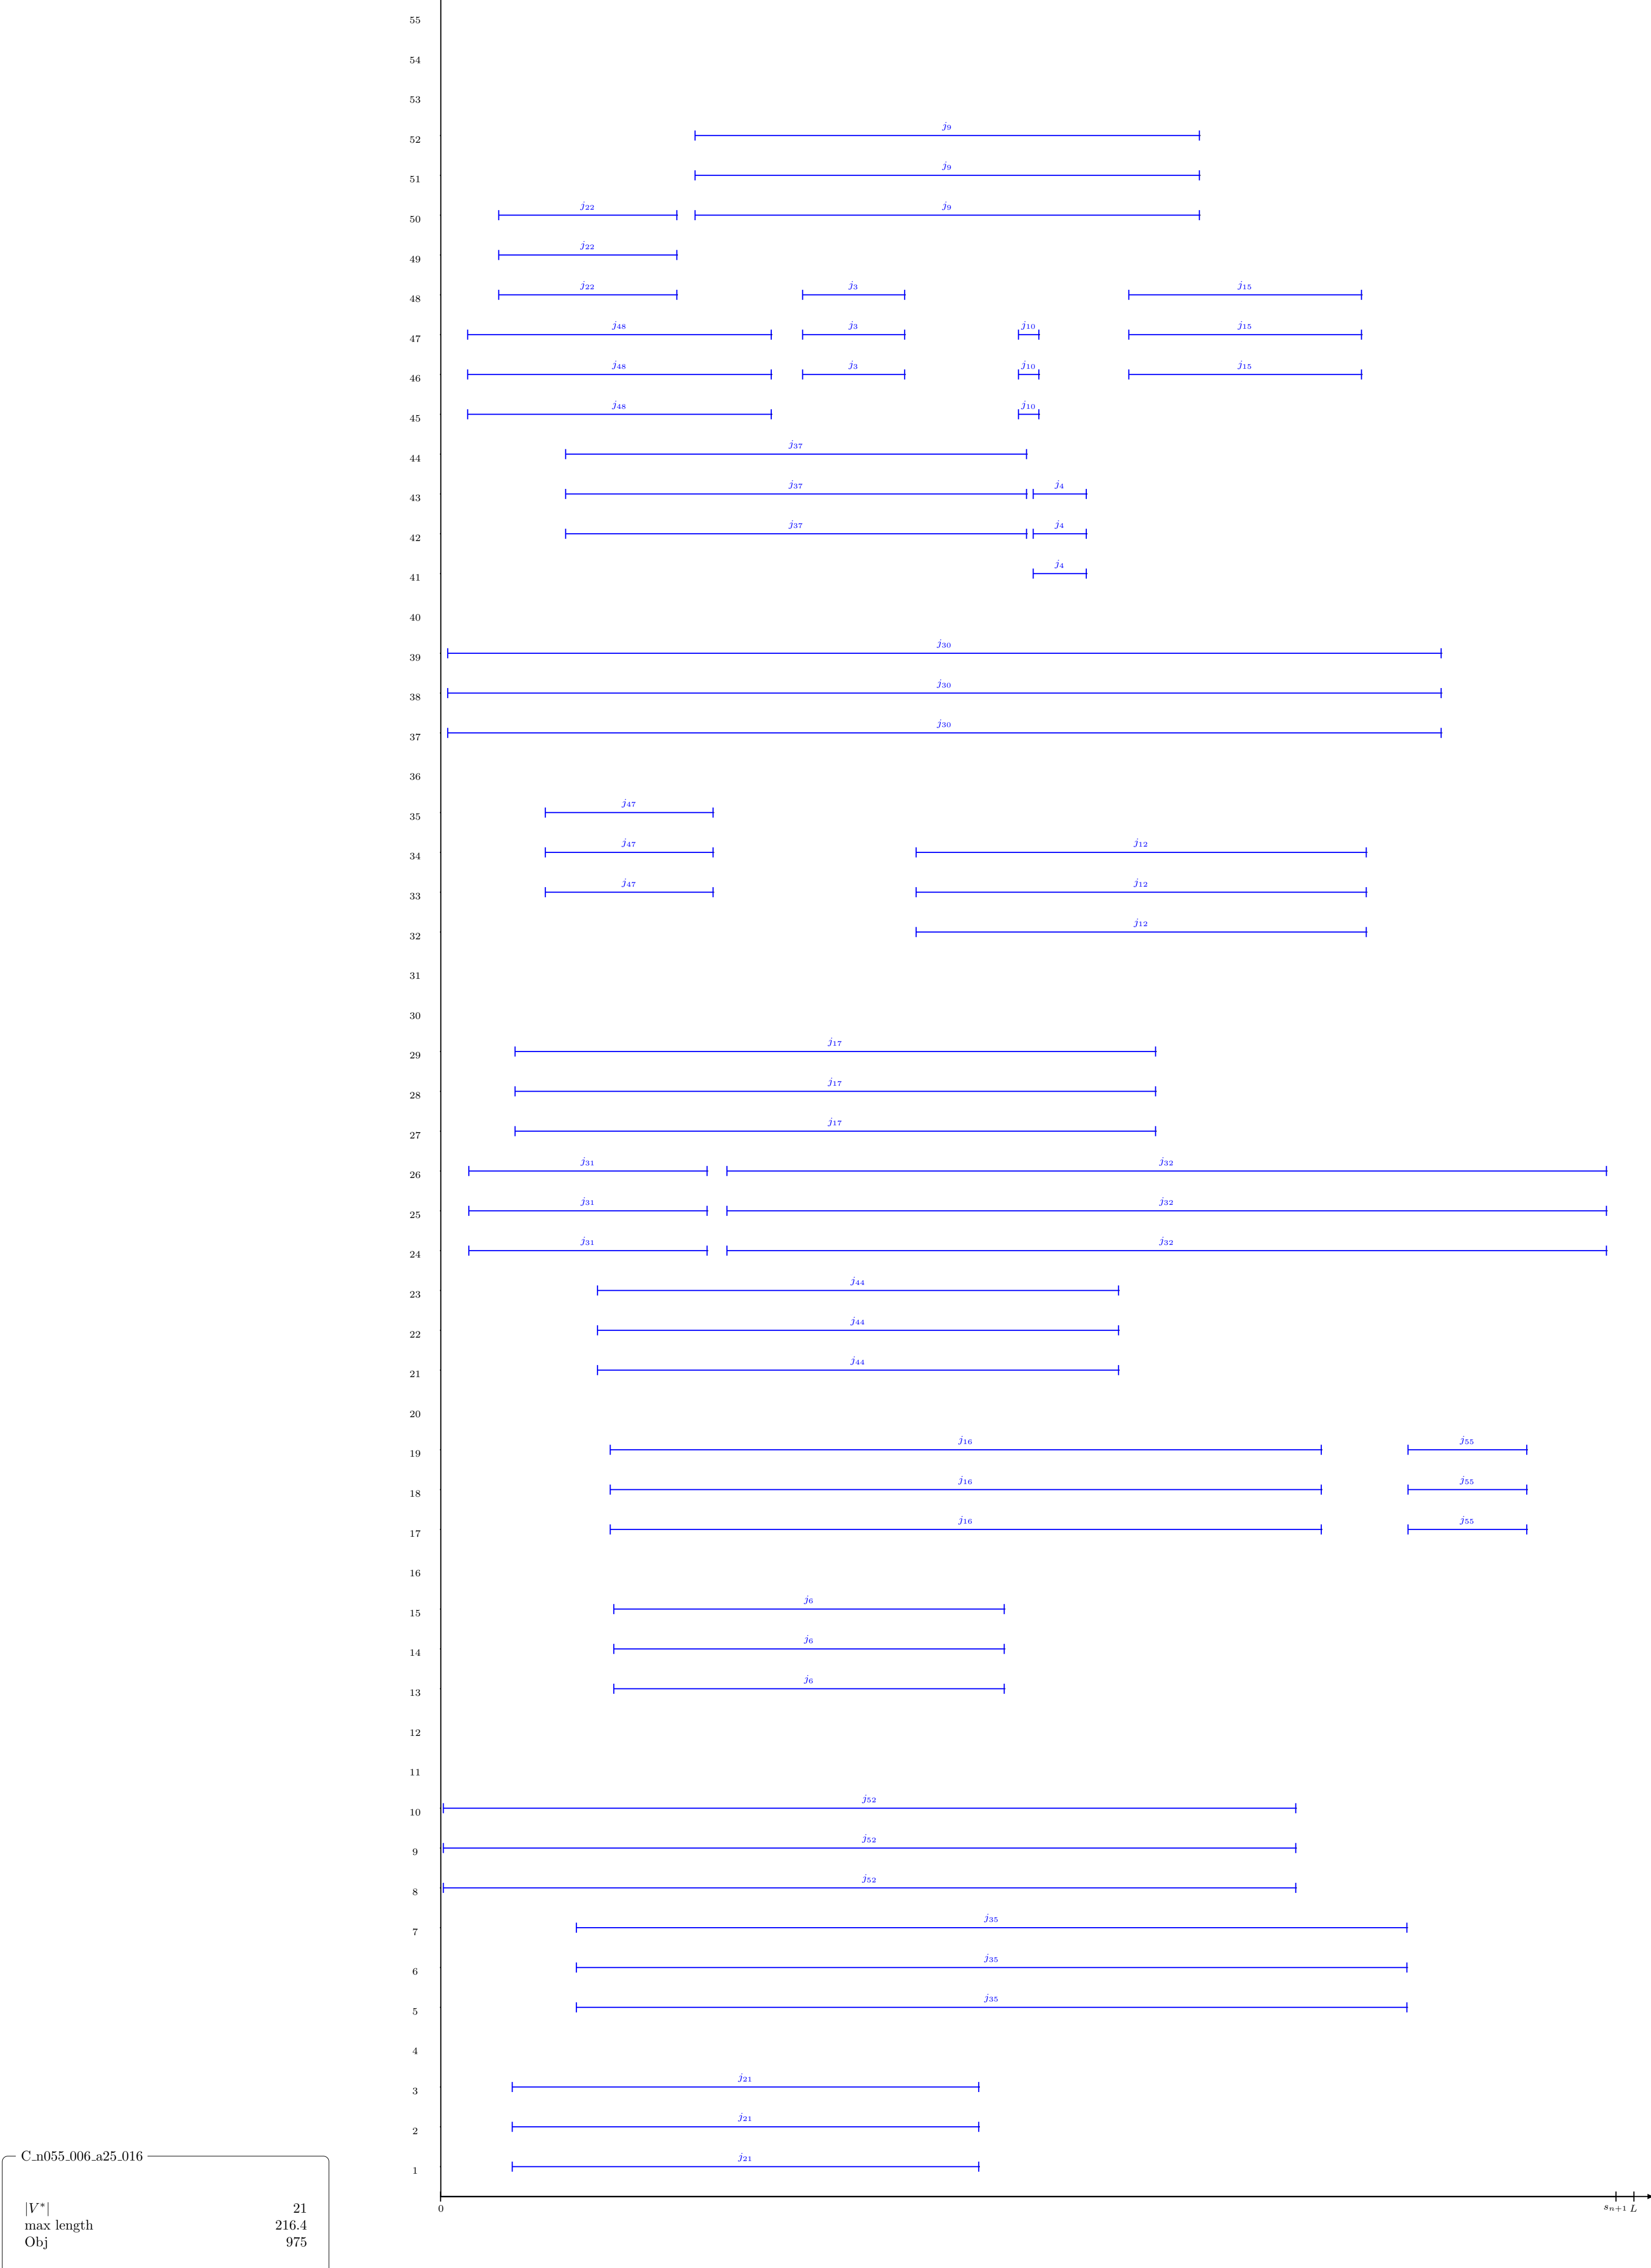 55
54
53
52 j9
51 j9
50 j22 j9
49 j22
48 j22 j3 j15
47 j48 j3 j10 j15
46 j48 j3 j10 j15
45 j48 j10
44 j37
43 j37 j4
42 j37 j4
41 j4
40
39 j30
38 j30
37 j30
36
35 j47
34 j47 j12
33 j47 j12
32 j12
31
30
29 j17
28 j17
27 j17
26 j31 j32
25 j31 j32
24 j31 j32
23 j44
22 j44
21 j44
20
19 j16 j55
18 j16 j55
17 j16 j55
16
15 j6
14 j6
13 j6
12
11
10 j52
9 j52
8 j52
7 j35
6 j35
5 j35
4
3 j21
2 j21
1 j21
0 sn+1 L
C_n055_006_a25_016
|V*| 21
max length 216.4
Obj 975